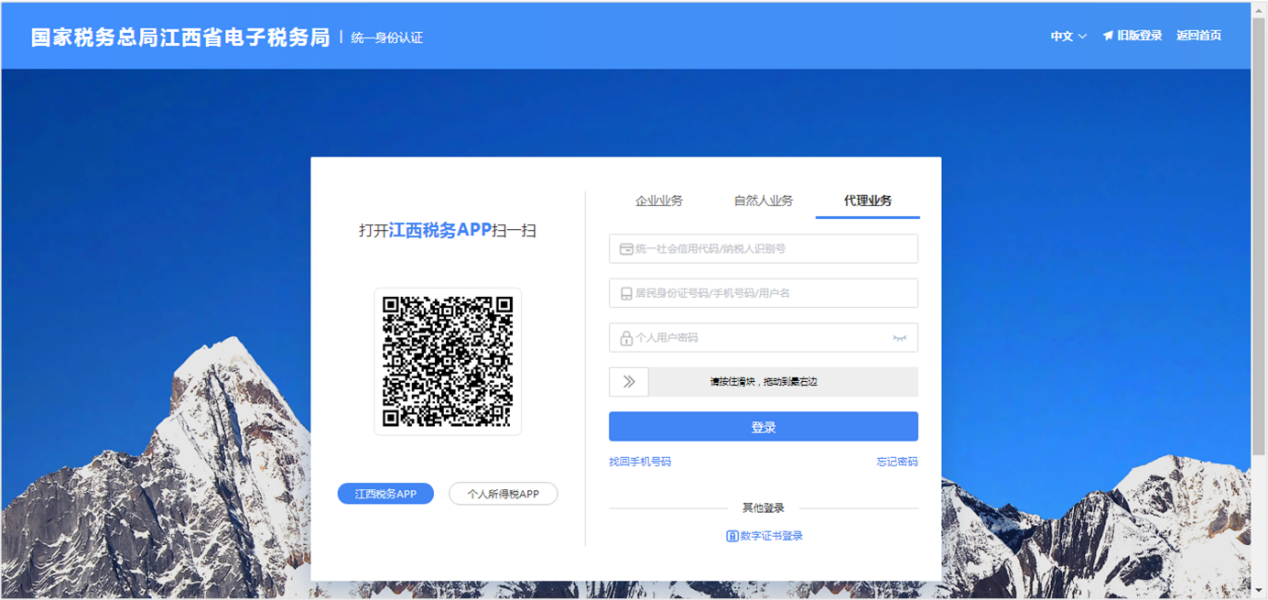 国家税务总局江西省电子税务局 | 统一身份认证
中文 旧版登录 返回首页
打开江西税务APP扫一扫
江西税务APP 个人所得税APP
企业业务 自然人业务 代理业务
统一社会信用代码/纳税人识别号
居民身份证号码/手机号码/用户名
个人用户密码
请按住滑块，拖动到最右边
登录
找回手机号码 忘记密码
其他登录
数字证书登录